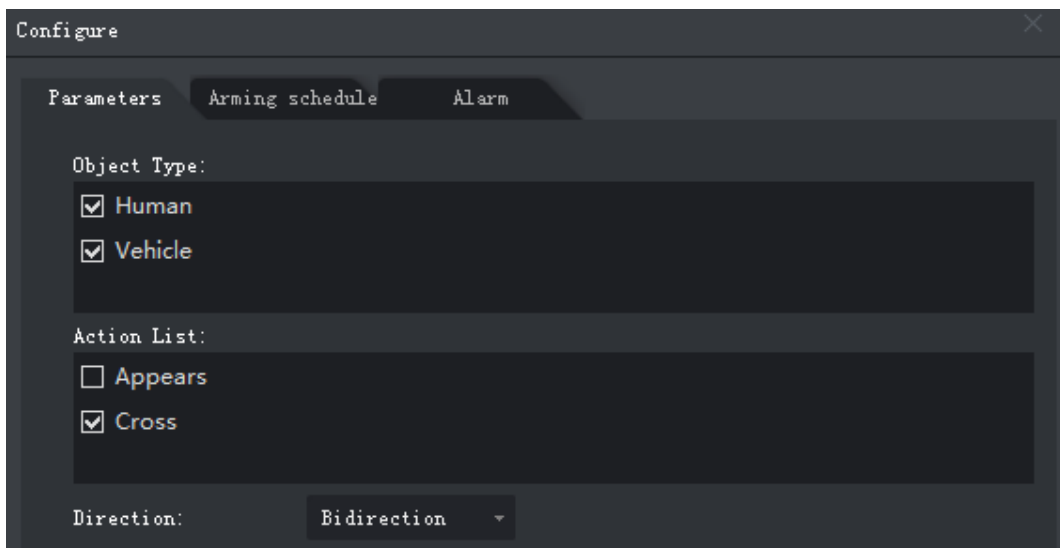 Configure
Parameters Arming schedule Alarm
Object Type:
Human
Vehicle
Action List:
Appears
Cross
Direction: Bidirection